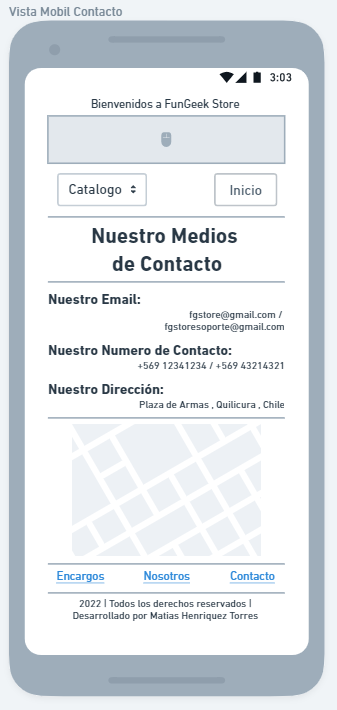 Vista Mobil Contacto
3:03
Bienvenidos a FunGeek Store
Catalogo
Inicio
Nuestro Medios
de Contacto
Nuestro Email:
fgstore@gmail.com /
fgstoresoporte@gmail.com
Nuestro Numero de Contacto:
+569 12341234 / +569 43214321
Nuestro Dirección:
Plaza de Armas , Quilicura , Chile
Encargos Nosotros Contacto
2022 | Todos los derechos reservados |
Desarrollado por Matias Henriquez Torres